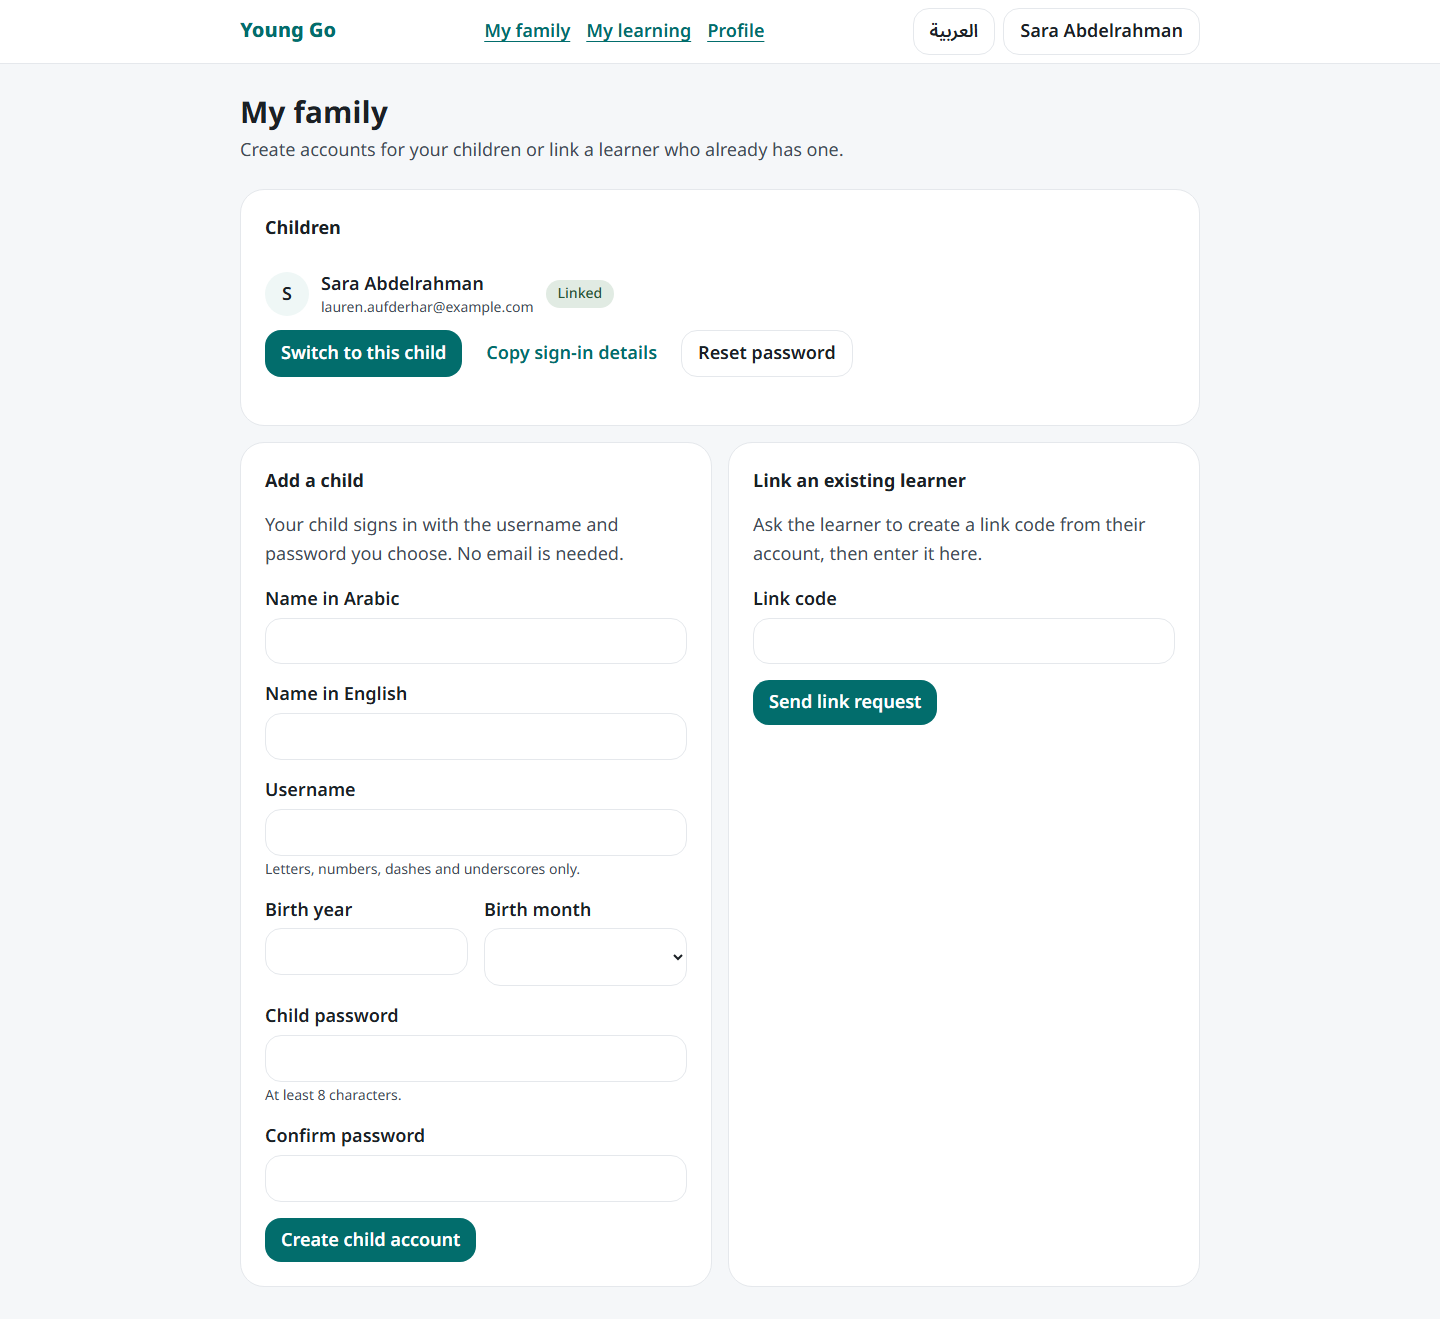 Young Go
My family
My learning
Profile
العربية
Sara Abdelrahman
My family
Create accounts for your children or link a learner who already has one.
Children
S
Sara Abdelrahman
lauren.aufderhar@example.com
Linked
Switch to this child
Copy sign-in details
Reset password
Add a child
Your child signs in with the username and
password you choose. No email is needed.
Name in Arabic
Name in English
Username
Letters, numbers, dashes and underscores only.
Birth year
Birth month
Child password
At least 8 characters.
Confirm password
Create child account
Link an existing learner
Ask the learner to create a link code from their
account, then enter it here.
Link code
Send link request